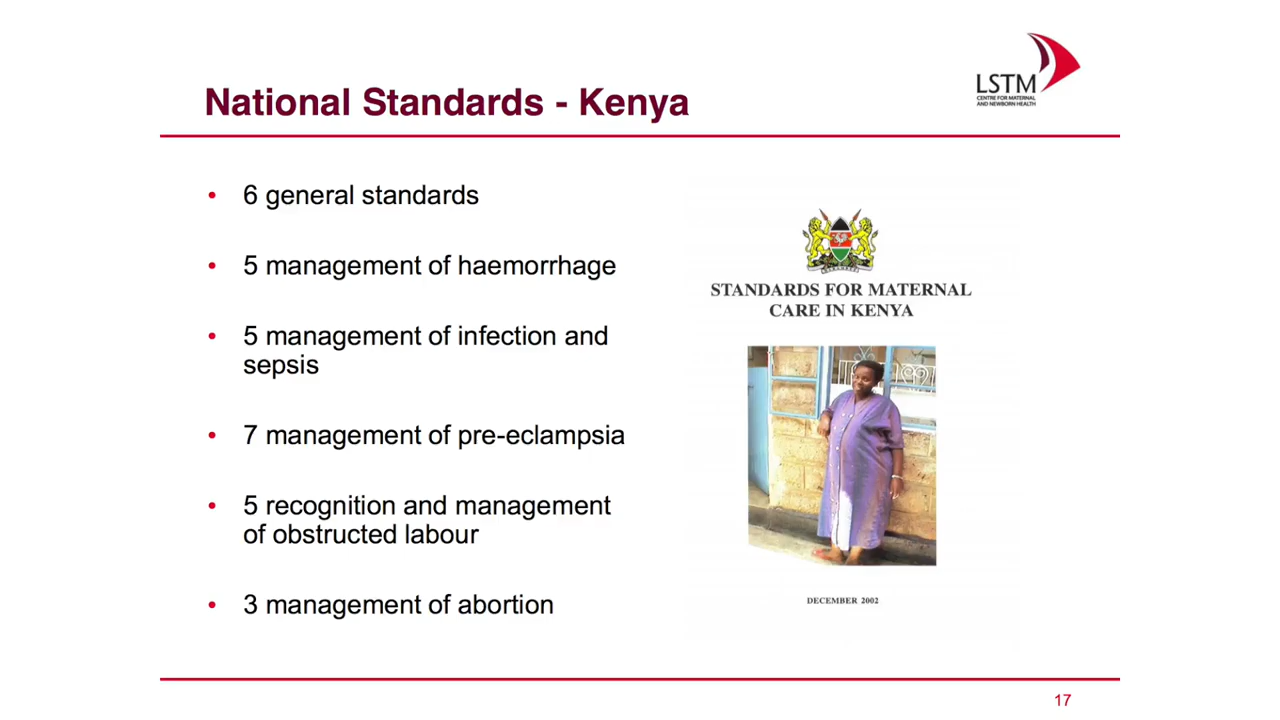 LSTM
CENTRE FOR MATERNAL
AND NEWBORN HEALTH
National Standards - Kenya
• 6 general standards
• 5 management of haemorrhage
• 5 management of infection and
sepsis
• 7 management of pre-eclampsia
• 5 recognition and management
of obstructed labour
• 3 management of abortion
STANDARDS FOR MATERNAL
CARE IN KENYA
DECEMBER 2002
17